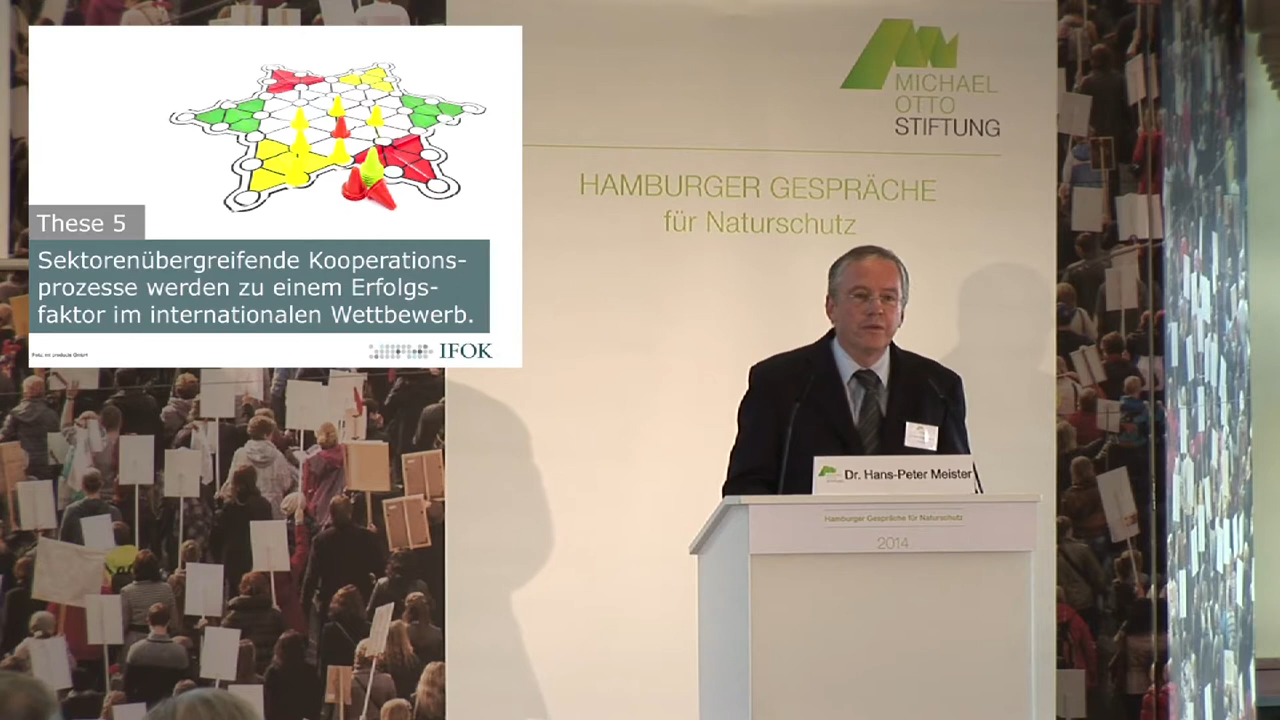 These 5
Sektorenübergreifende Kooperations-
prozesse werden zu einem Erfolgs-
faktor im internationalen Wettbewerb.
IFOK
MICHAEL
OTTO
STIFTUNG
HAMBURGER GESPRÄCHE
für Naturschutz
Dr. Hans-Peter Meister
Hamburger Gespräche für Naturschutz
2014